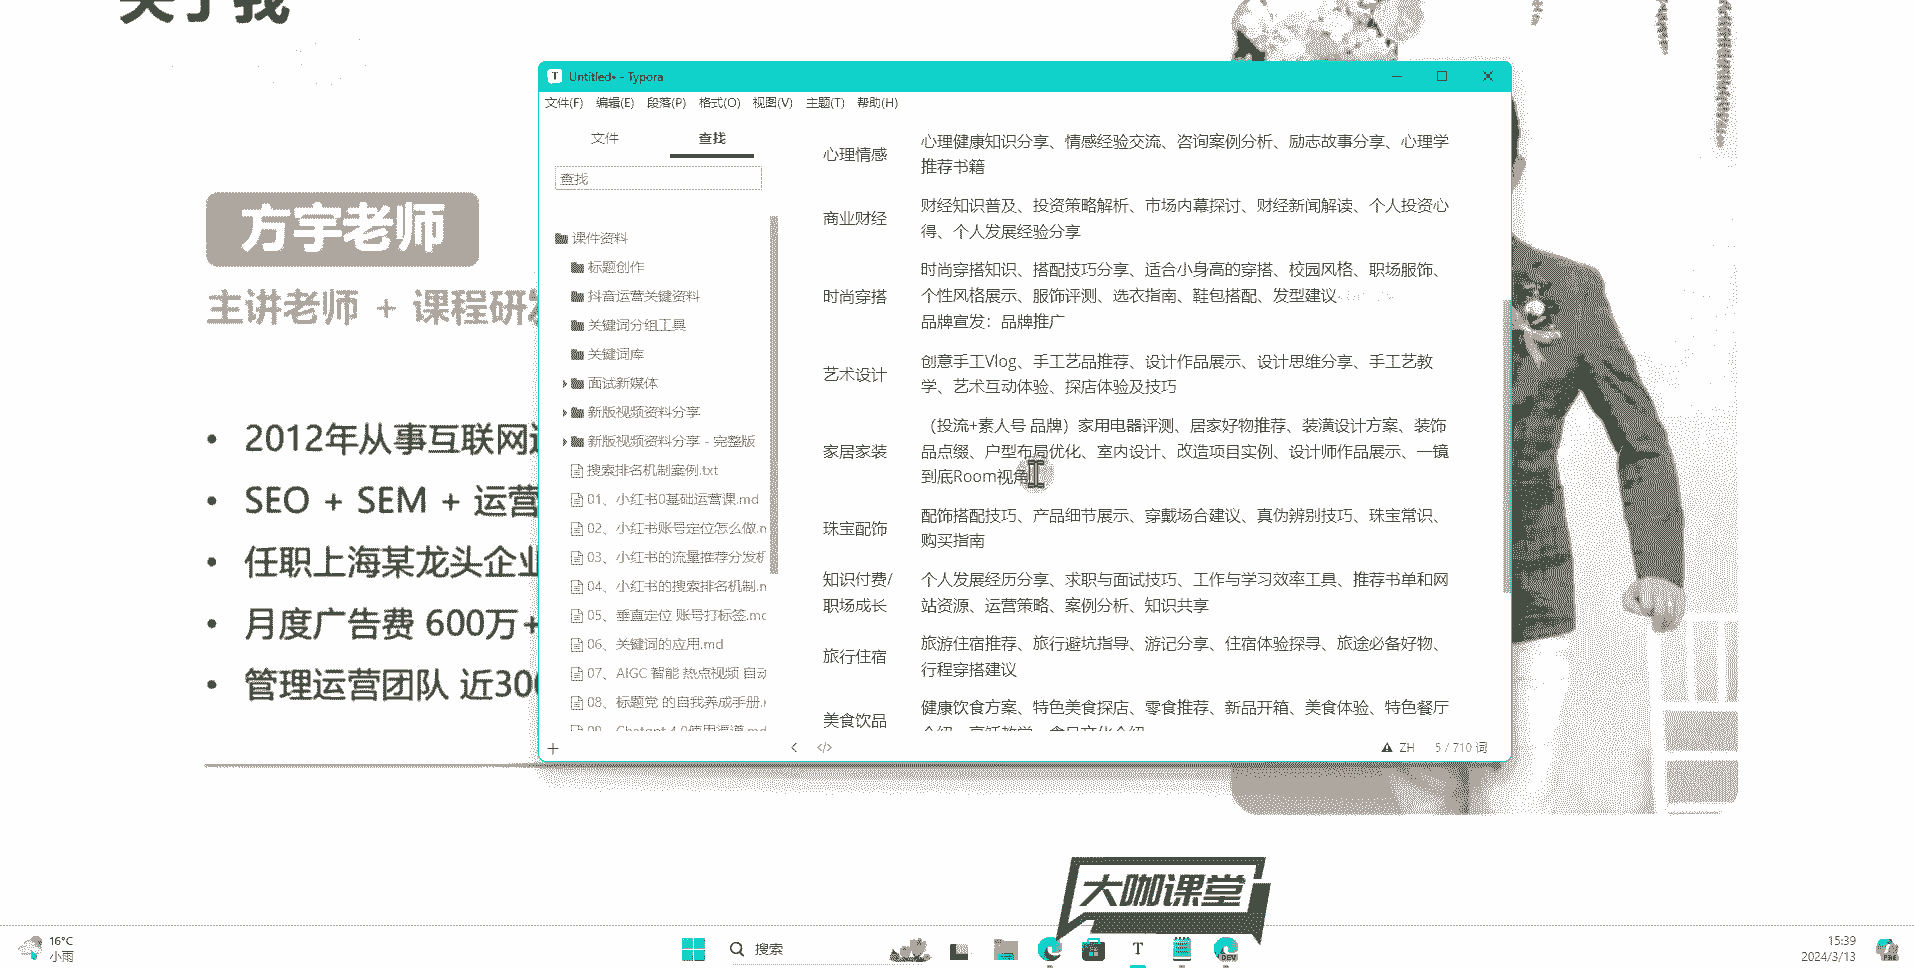 关于我
方宇老师
主讲老师 + 课程研
2012年从事互联网
SEO + SEM + 运营
任职上海某龙头企业
月度广告费 600万+
管理运营团队 近300
Untitled• - Typora
文件(F) 编辑(E) 段落(P) 格式(O) 视图(V) 主题(T) 帮助(H)
文件 查找
查找
课件资料
标题创作
抖音运营关键资料
关键词分组工具
关键词库
面试新媒体
新版视频资料分享
新版视频资料分享 - 完整版
搜索排名机制案例.txt
01、小红书0基础运营课.md
02、小红书账号定位怎么做.m
03、小红书的流量推荐分发机
04、小红书的搜索排名机制.m
05、垂直定位 账号打标签.mc
06、关键词的应用.md
07、AIGC 智能 热点视频 自动
08、标题党 的自我养成手册.
09、Chatgpt 4.0使用渠道.md
心理情感
心理健康知识分享、情感经验交流、咨询案例分析、励志故事分享、心理学
推荐书籍
商业财经
财经知识普及、投资策略解析、市场内幕探讨、财经新闻解读、个人投资心
得、个人发展经验分享
时尚穿搭
时尚穿搭知识、搭配技巧分享、适合小身高的穿搭、校园风格、职场服饰、
个性风格展示、服饰评测、选衣指南、鞋包搭配、发型建议
品牌宣发：品牌推广
艺术设计
创意手工Vlog、手工艺品推荐、设计作品展示、设计思维分享、手工艺教
学、艺术互动体验、探店体验及技巧
家居家装
（投流+素人号 品牌）家用电器评测、居家好物推荐、装潢设计方案、装饰
品点缀、户型布局优化、室内设计、改造项目实例、设计师作品展示、一镜
到底Room视角
珠宝配饰
配饰搭配技巧、产品细节展示、穿戴场合建议、真伪辨别技巧、珠宝常识、
购买指南
知识付费/
职场成长
个人发展经历分享、求职与面试技巧、工作与学习效率工具、推荐书单和网
站资源、运营策略、案例分析、知识共享
旅行住宿
旅游住宿推荐、旅行避坑指导、游记分享、住宿体验探寻、旅途必备好物、
行程穿搭建议
美食饮品
健康饮食方案、特色美食探店、零食推荐、新品开箱、美食体验、特色餐厅
ZH 5 / 710 词
大咖课堂
16°C
小雨
搜索
15:39
2024/3/13